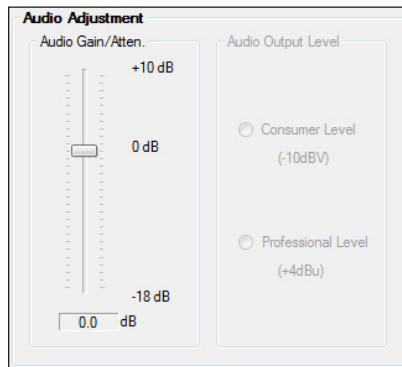 Audio Adjustment
Audio Gain/Atten.
+10 dB
0 dB
-18 dB
0.0 dB
Audio Output Level
Consumer Level
(-10dBV)
Professional Level
(+4dBu)